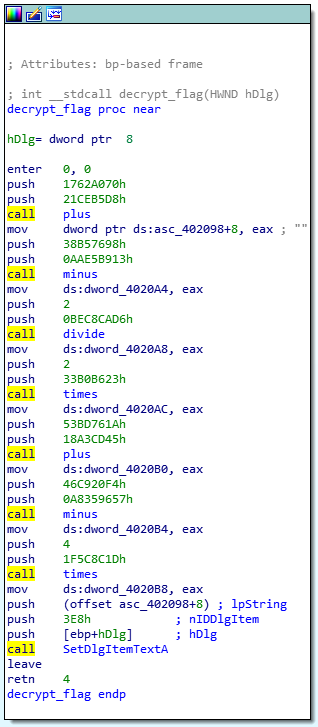 ; Attributes: bp-based frame
; int __stdcall decrypt_flag(HWND hDlg)
decrypt_flag proc near
hDlg= dword ptr  8
enter   0, 0
push    1762A070h
push    21CEB5D8h
call    plus
mov     dword ptr ds:asc_402098+8, eax ; ""
push    38B57698h
push    0AAE5B913h
call    minus
mov     ds:dword_4020A4, eax
push    2
push    0BEC8CAD6h
call    divide
mov     ds:dword_4020A8, eax
push    2
push    33B0B623h
call    times
mov     ds:dword_4020AC, eax
push    53BD761Ah
push    18A3CD45h
call    plus
mov     ds:dword_4020B0, eax
push    46C920F4h
push    0A8359657h
call    minus
mov     ds:dword_4020B4, eax
push    4
push    1F5C8C1Dh
call    times
mov     ds:dword_4020B8, eax
push    (offset asc_402098+8) ; lpString
push    3E8h            ; nIDDlgItem
push    [ebp+hDlg]      ; hDlg
call    SetDlgItemTextA
leave
retn    4
decrypt_flag endp